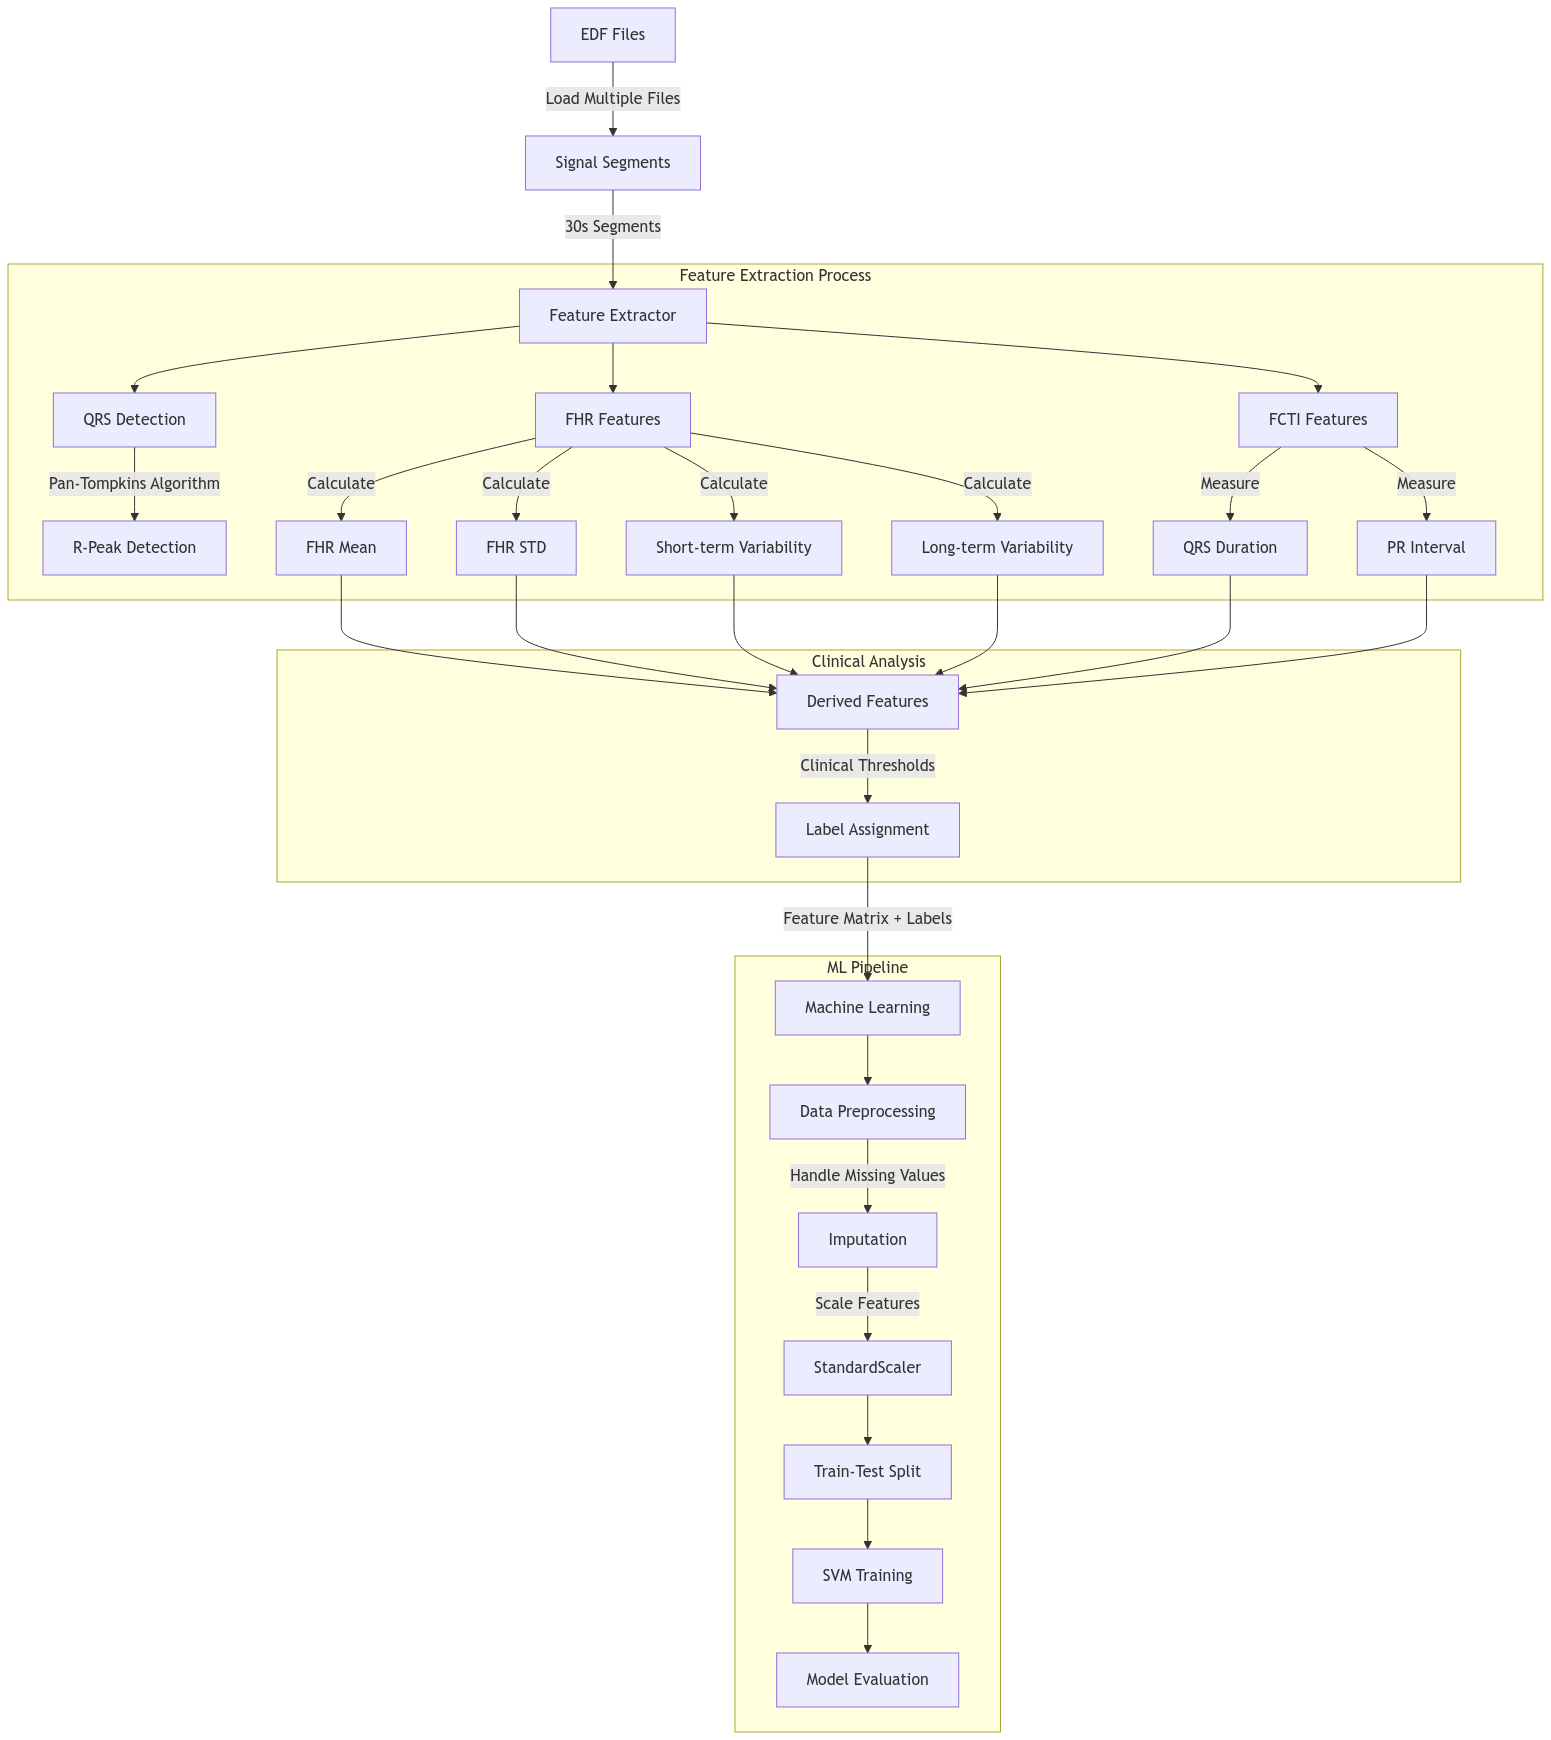 EDF Files
Load Multiple Files
Signal Segments
30s Segments
Feature Extraction Process
Feature Extractor
QRS Detection
FHR Features
FCTI Features
Pan-Tompkins Algorithm
Calculate
Calculate
Calculate
Calculate
Measure
Measure
R-Peak Detection
FHR Mean
FHR STD
Short-term Variability
Long-term Variability
QRS Duration
PR Interval
Clinical Analysis
Derived Features
Clinical Thresholds
Label Assignment
Feature Matrix + Labels
ML Pipeline
Machine Learning
Data Preprocessing
Handle Missing Values
Imputation
Scale Features
StandardScaler
Train-Test Split
SVM Training
Model Evaluation